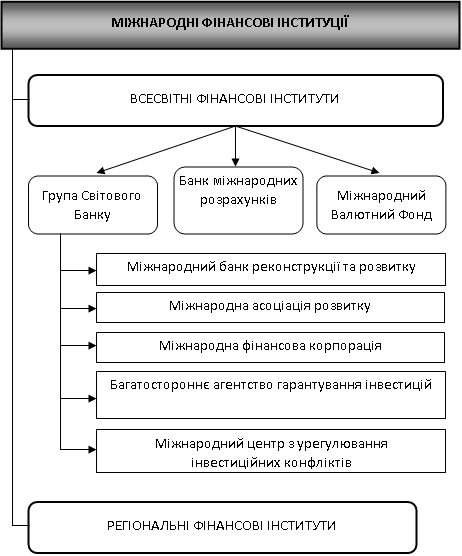 МІЖНАРОДНІ ФІНАНСОВІ ІНСТИТУЦІЇ
ВСЕСВІТНІ ФІНАНСОВІ ІНСТИТУТИ
Група Світового
Банку
Банк міжнародних
розрахунків
Міжнародний
Валютний Фонд
Міжнародний банк реконструкції та розвитку
Міжнародна асоціація розвитку
Міжнародна фінансова корпорація
Багатостороннє агентство гарантування інвестицій
Міжнародний центр з урегулювання
інвестиційних конфліктів
РЕГІОНАЛЬНІ ФІНАНСОВІ ІНСТИТУТИ